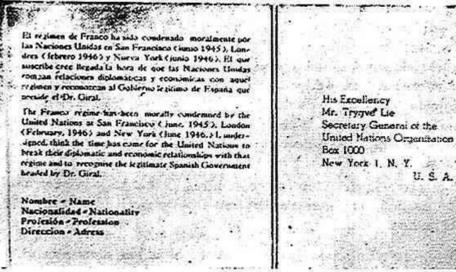 El régimen de Franco ha sido condenado moralmente por
las Naciones Unidas en San Francisco (junio 1945), Lon-
dres (febrero 1946) y Nueva York (junio 1946). El que
suscribe cree llegada la hora de que las Naciones Unidas
rompan relaciones diplomáticas y económicas con aquel
régimen y reconozcan al Gobierno legítimo de España que
preside el Dr. Giral.
The Franco régime has been morally condemned by the
United Nations at San Francisco (June, 1945), London
(February, 1946) and New York (June 1946.) I, under-
signed, think the time has come for the United Nations to
break their diplomatic and economic relationships with that
régime and to recognise the legitimate Spanish Government
headed by Dr. Giral.
Nombre - Name
Nacionalidad - Nationality
Profesión - Profession
Direccion - Adress
His Excellency
Mr. Trygve Lie
Secretary General of the
United Nations Organisation
Box 1000
New York 1, N. Y.
U. S. A.